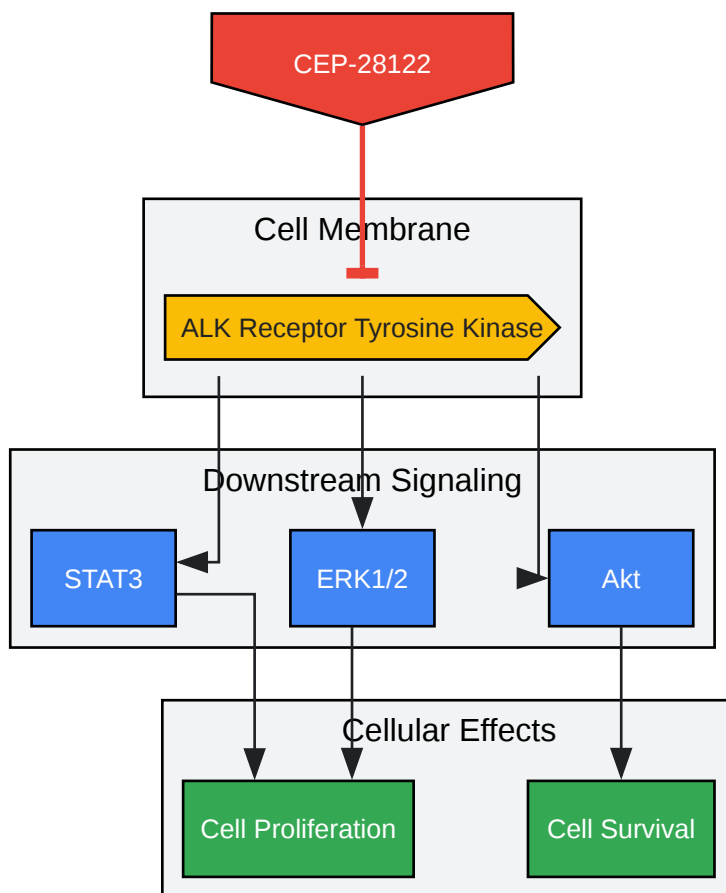 CEP-28122
Cell Membrane
ALK Receptor Tyrosine Kinase
Downstream Signaling
STAT3
ERK1/2
Akt
Cellular Effects
Cell Proliferation
Cell Survival